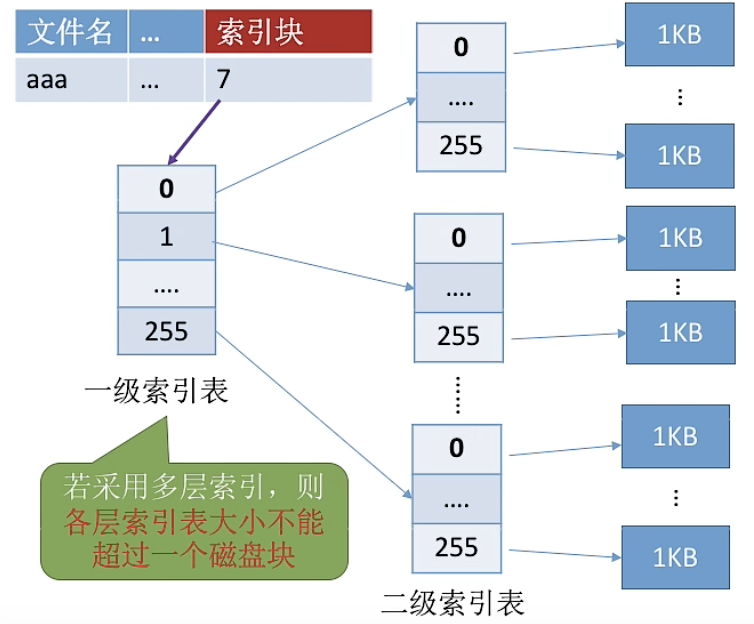 文件名 ... 索引块
aaa ... 7
0
1
....
255
一级索引表
若采用多层索引，则
各层索引表大小不能
超过一个磁盘块
0
....
255
0
....
255
......
0
....
255
二级索引表
1KB
...
1KB
1KB
...
1KB
1KB
...
1KB